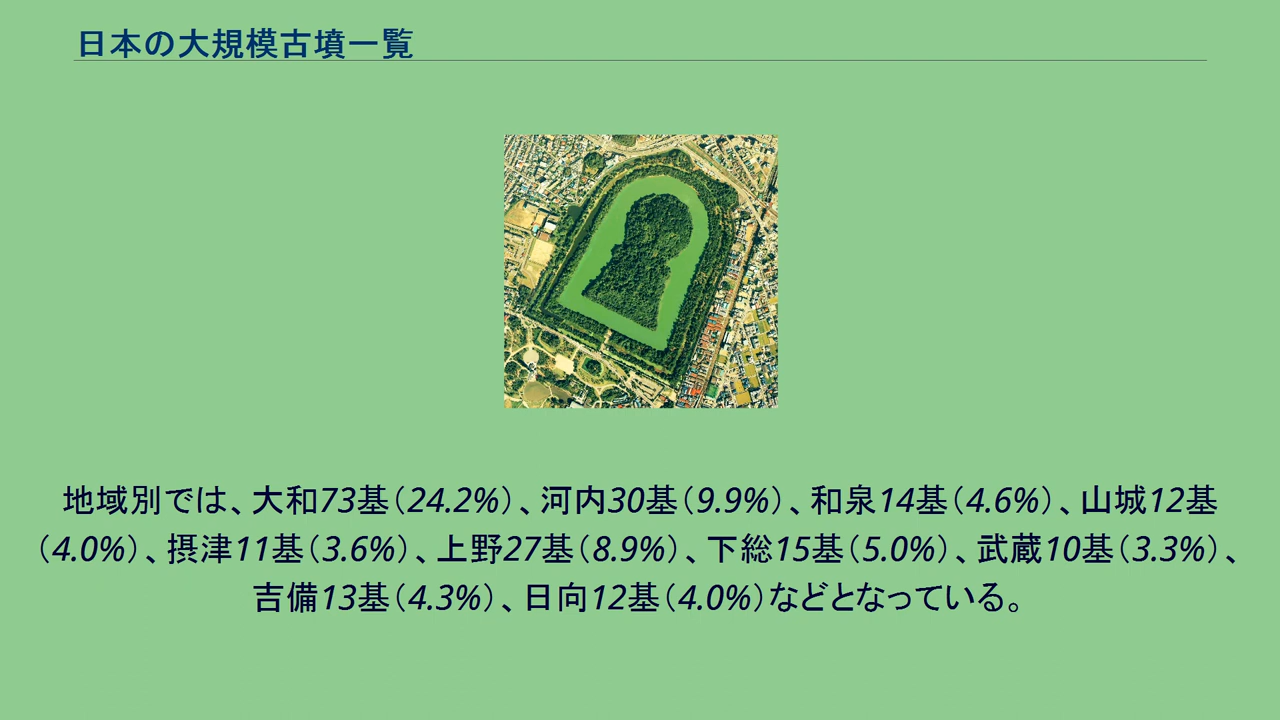 日本の大規模古墳一覧
地域別では、大和73基（24.2%）、河内30基（9.9%）、和泉14基（4.6%）、山城12基
（4.0%）、摂津11基（3.6%）、上野27基（8.9%）、下総15基（5.0%）、武蔵10基（3.3%）、
吉備13基（4.3%）、日向12基（4.0%）などとなっている。